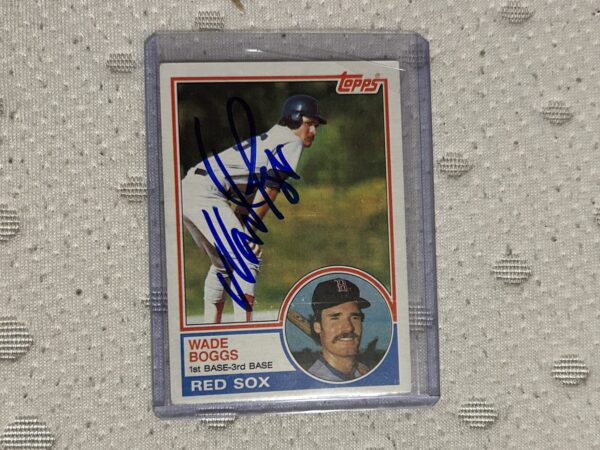 Topps
WADE
BOGGS
1st BASE-3rd BASE
RED SOX